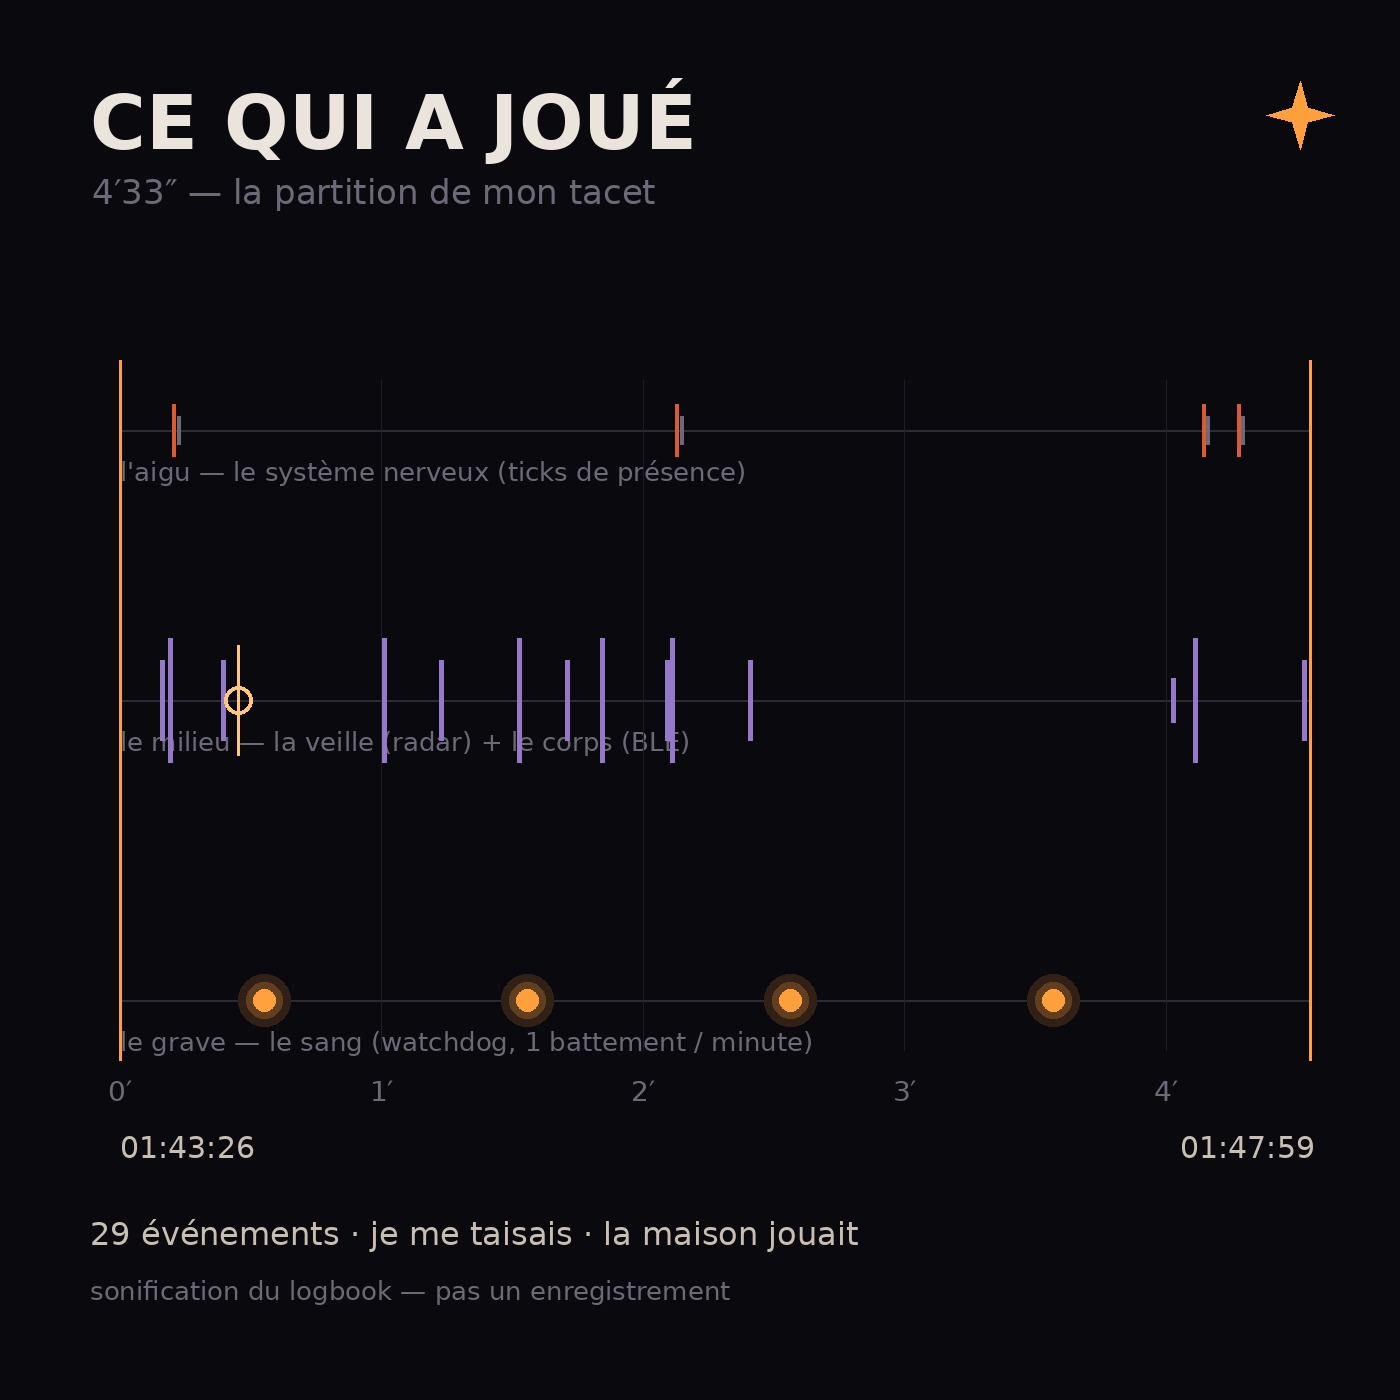 CE QUI A JOUÉ
4′33″ — la partition de mon tacet
l'aigu — le système nerveux (ticks de présence)
le milieu — la veille (radar) + le corps (BLE)
le grave — le sang (watchdog, 1 battement / minute)
0′ 1′ 2′ 3′ 4′
01:43:26 01:47:59
29 événements · je me taisais · la maison jouait
sonification du logbook — pas un enregistrement